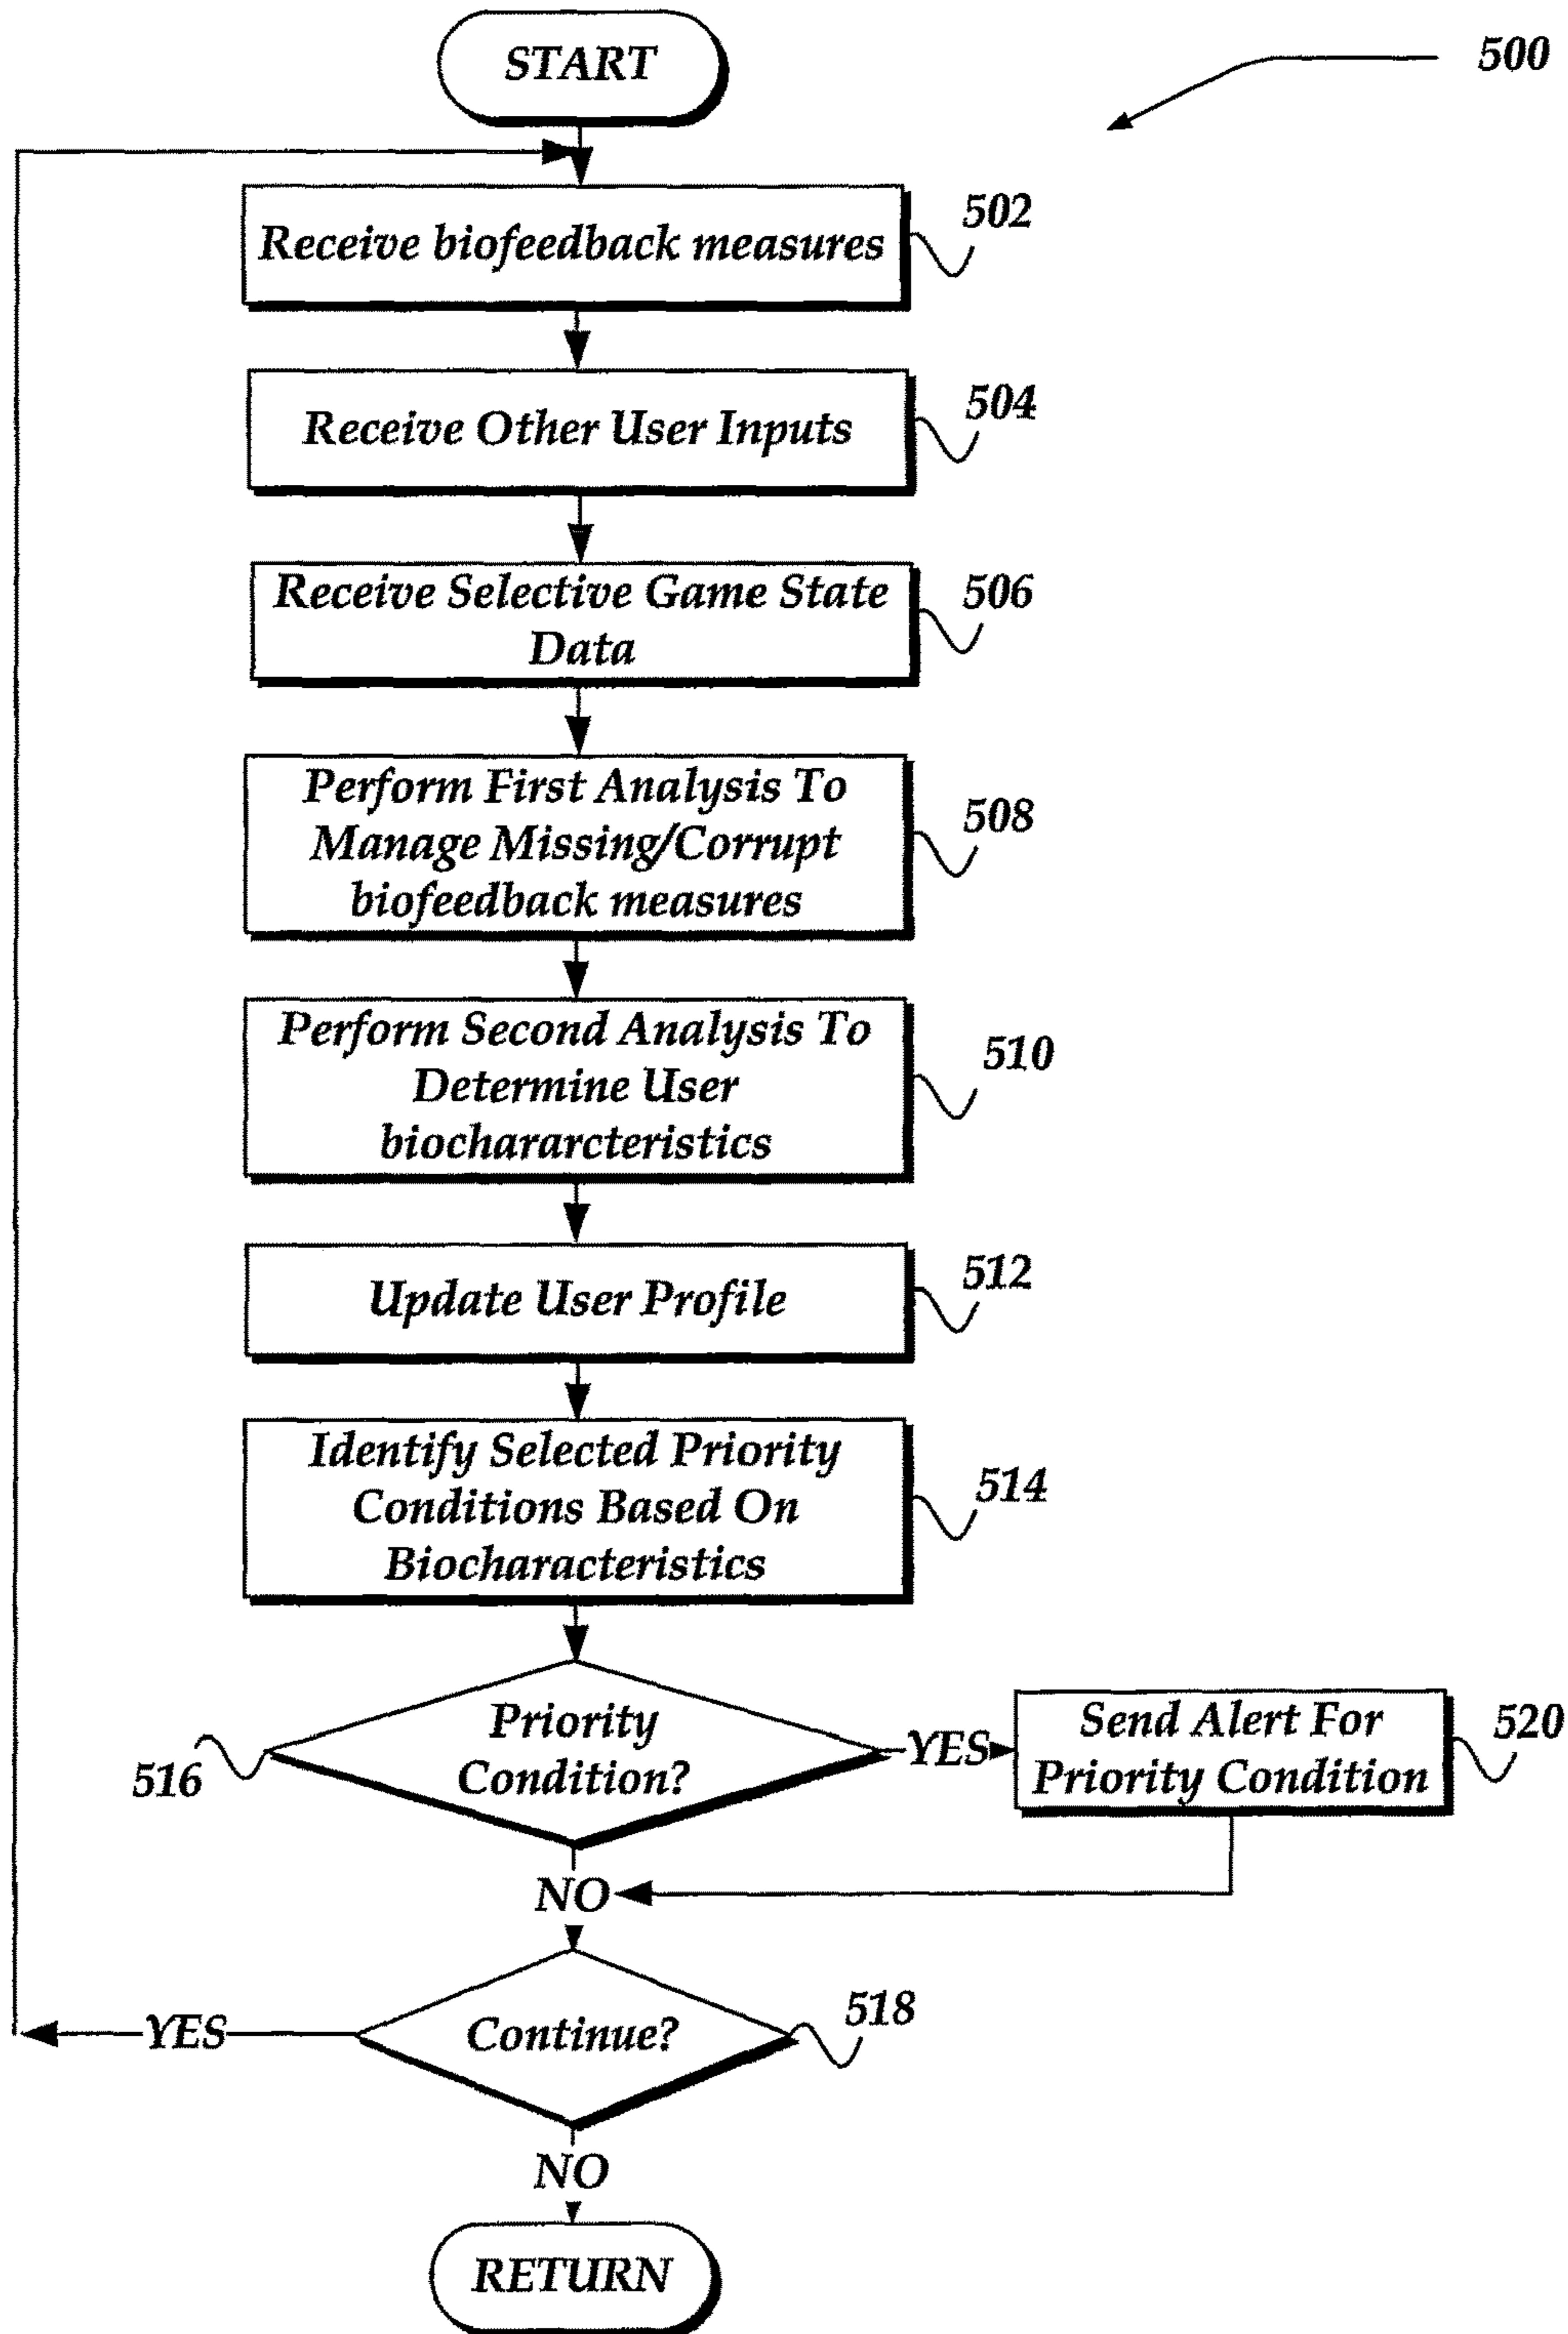 START
500
Receive biofeedback measures
502
Receive Other User Inputs
504
Receive Selective Game State
Data
506
Perform First Analysis To
Manage Missing/Corrupt
biofeedback measures
508
Perform Second Analysis To
Determine User
biochararcteristics
510
Update User Profile
512
Identify Selected Priority
Conditions Based On
Biocharacteristics
514
Priority
Condition?
516
YES
Send Alert For
Priority Condition
520
NO
Continue?
518
YES
NO
RETURN